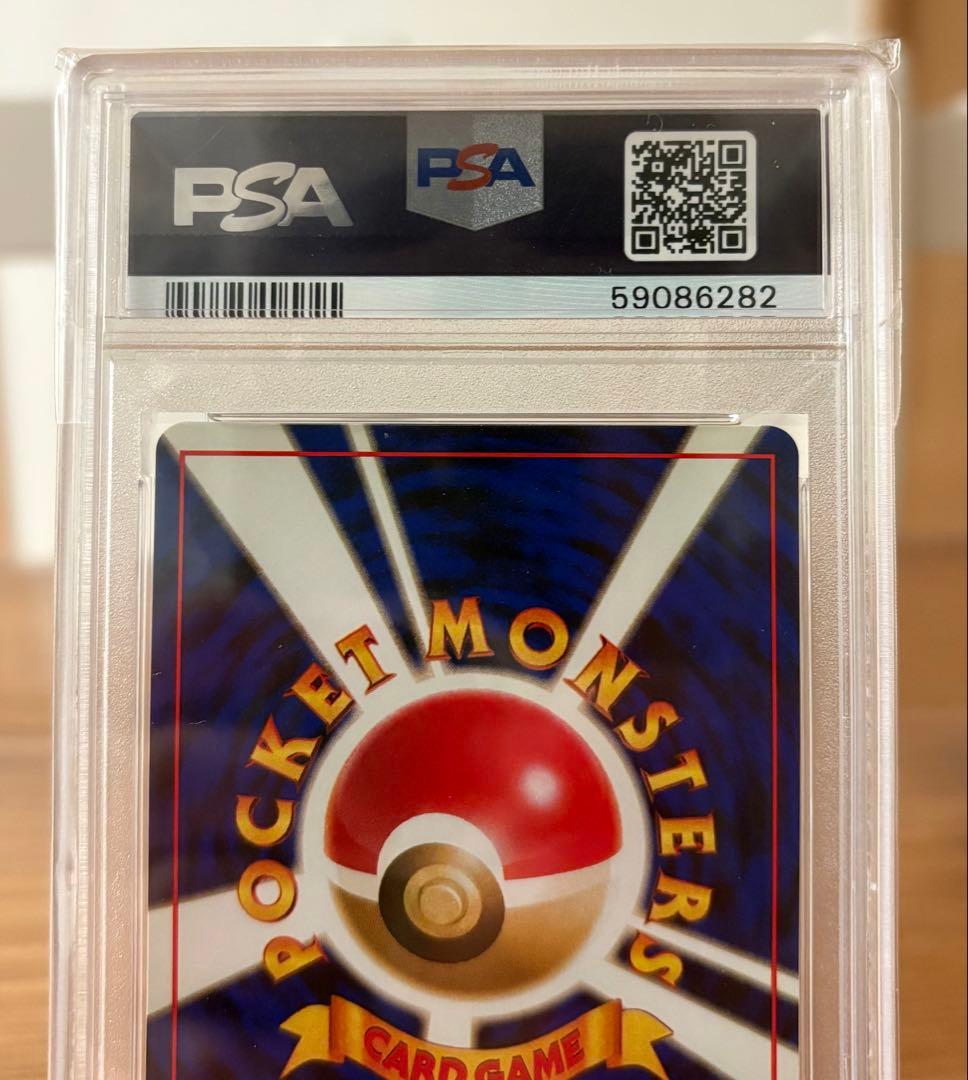 PSA
PSA
59086282
POCKET MONSTERS
CARD GAME